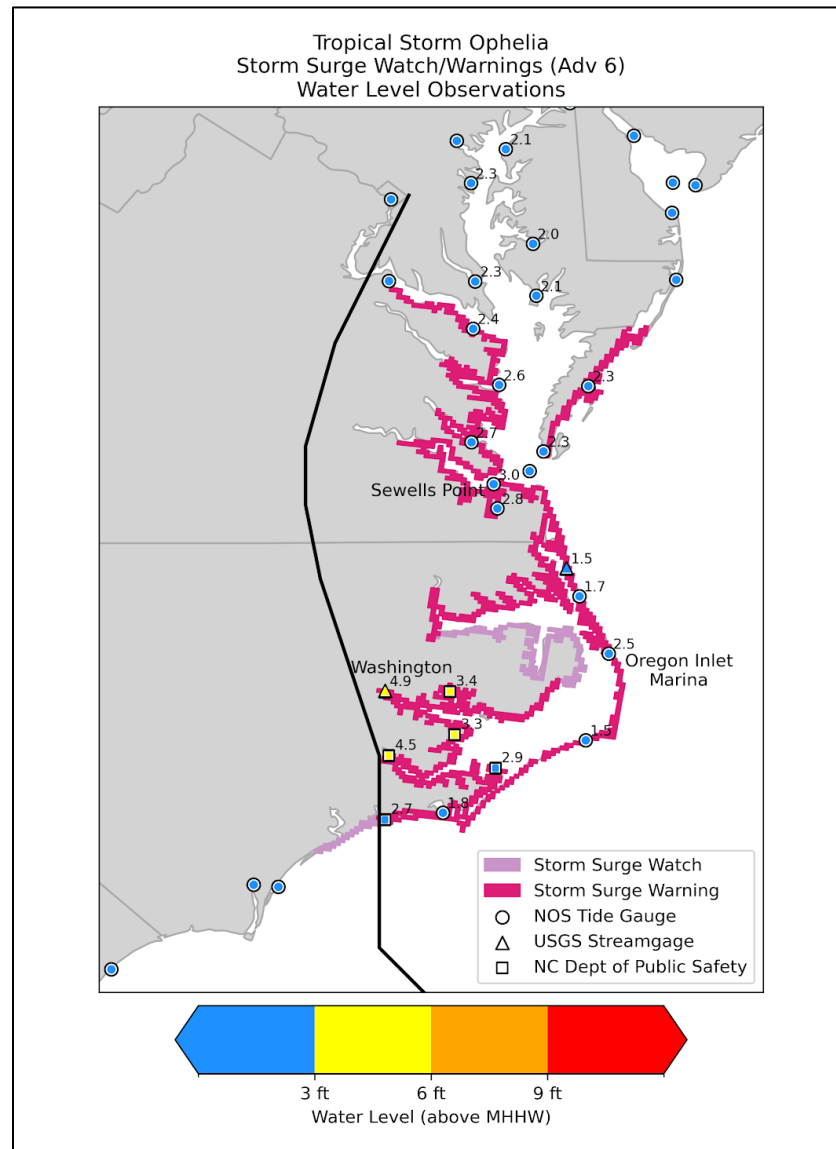 Tropical Storm Ophelia
Storm Surge Watch/Warnings (Adv 6)
Water Level Observations
2.1
2.3
2.0
2.3
2.1
2.4
2.6
2.3
2.7
2.3
3.0
Sewells Point
2.8
1.5
1.7
2.5
Oregon Inlet
Marina
Washington
4.9
3.4
3.3
1.5
4.5
2.9
2.7
1.8
Storm Surge Watch
Storm Surge Warning
NOS Tide Gauge
USGS Streamgage
NC Dept of Public Safety
3 ft
6 ft
9 ft
Water Level (above MHHW)